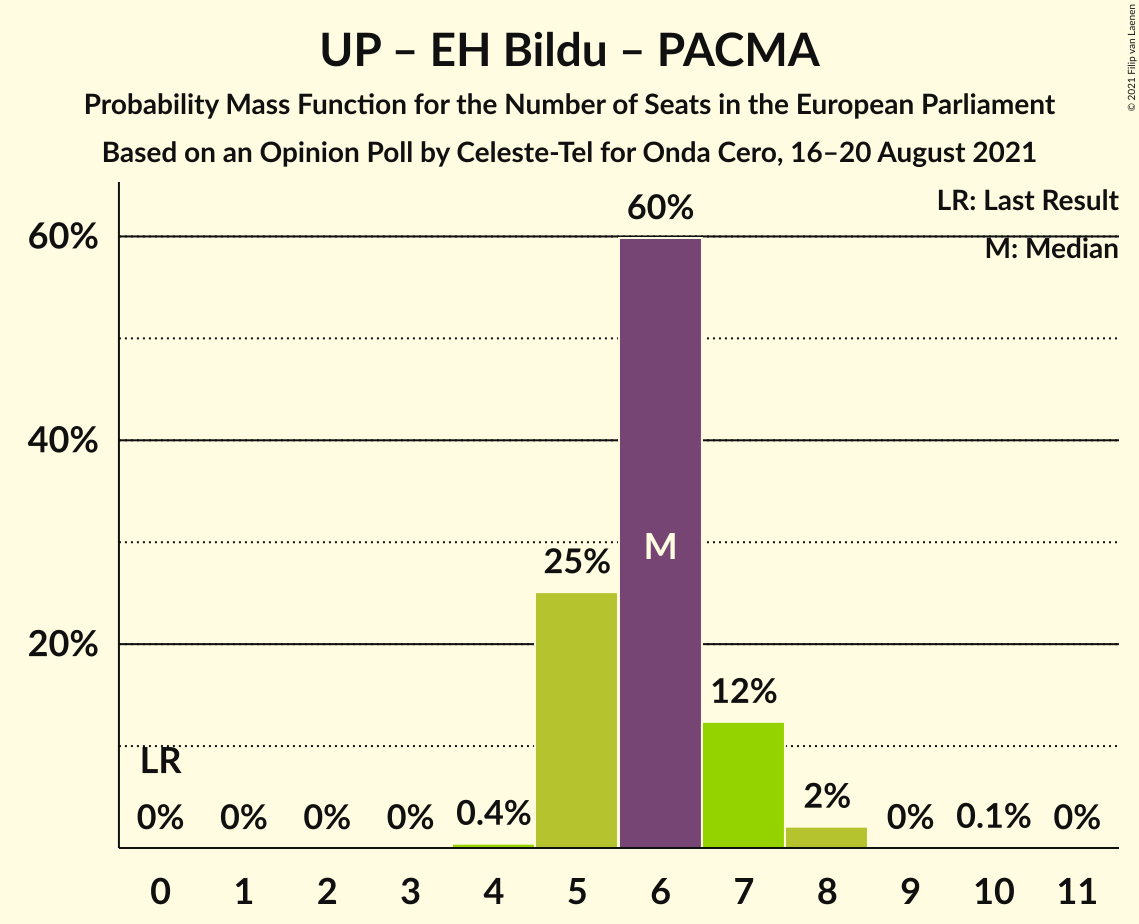 UP – EH Bildu – PACMA
Probability Mass Function for the Number of Seats in the European Parliament
Based on an Opinion Poll by Celeste-Tel for Onda Cero, 16–20 August 2021
© 2021 Filip van Laenen
LR: Last Result
M: Median
60%
40%
20%
LR
0%
0%
0%
0%
0.4%
25%
60%
M
12%
2%
0%
0.1%
0%
0 1 2 3 4 5 6 7 8 9 10 11